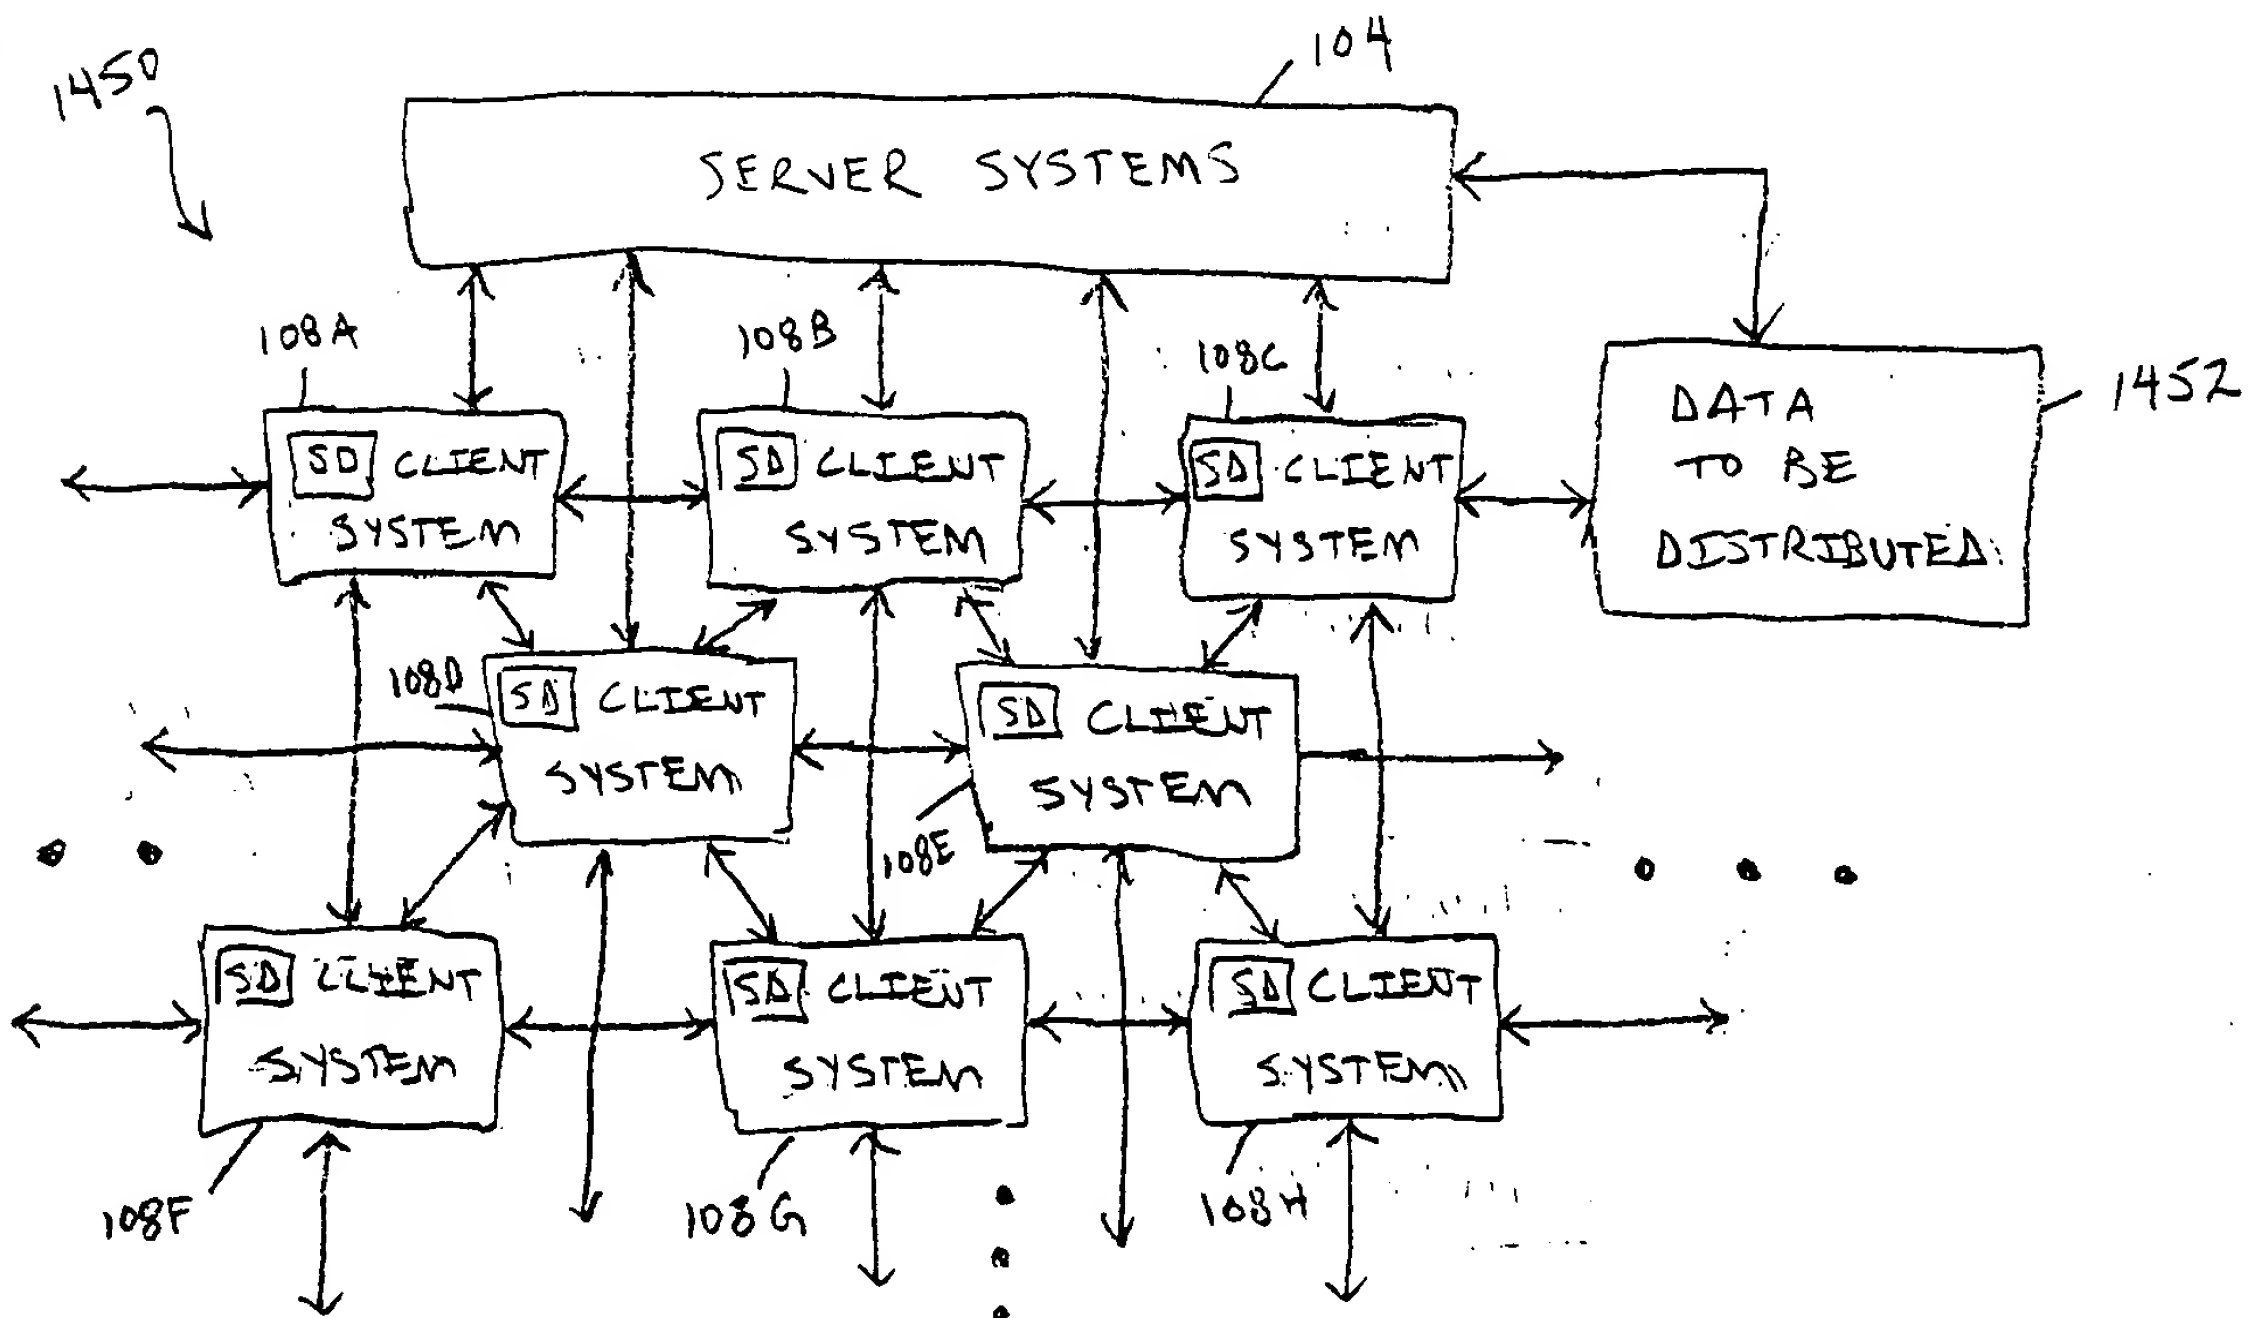 104
1450
SERVER SYSTEMS
108A
108B
108C
1452
SD CLIENT
SYSTEM
SD CLIENT
SYSTEM
SD CLIENT
SYSTEM
DATA
TO BE
DISTRIBUTED
108D
SD CLIENT
SYSTEM
SD CLIENT
SYSTEM
108E
SD CLIENT
SYSTEM
SD CLIENT
SYSTEM
SD CLIENT
SYSTEM
108F
108G
108H